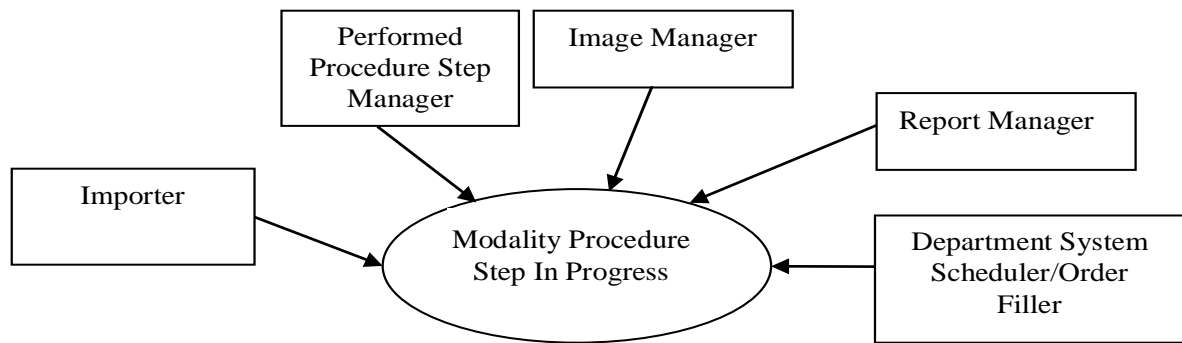 Performed
Procedure Step
Manager
Image Manager
Report Manager
Importer
Modality Procedure
Step In Progress
Department System
Scheduler/Order
Filler